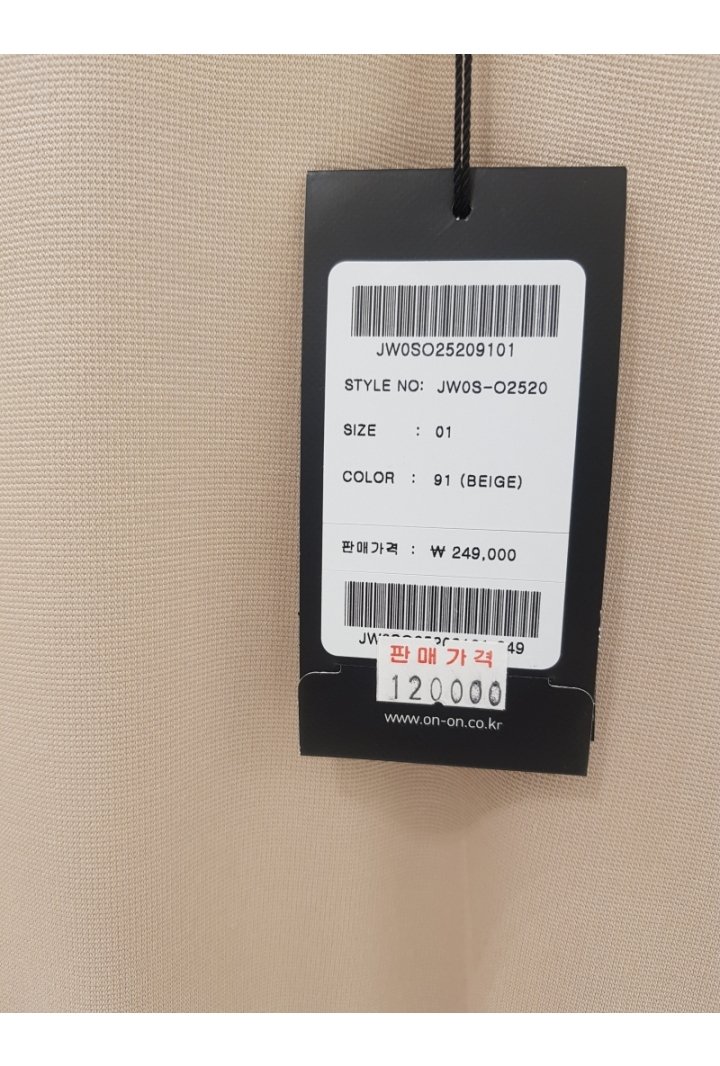 JW0SO25209101
STYLE NO: JW0S-O2520
SIZE : 01
COLOR : 91 (BEIGE)
판매가격 : ₩ 249,000
판매가격
120000
www.on-on.co.kr